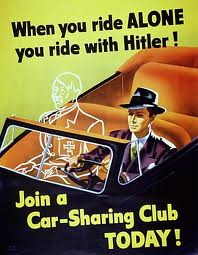 When you ride ALONE
you ride with Hitler !
Join a
Car-Sharing Club
TODAY !